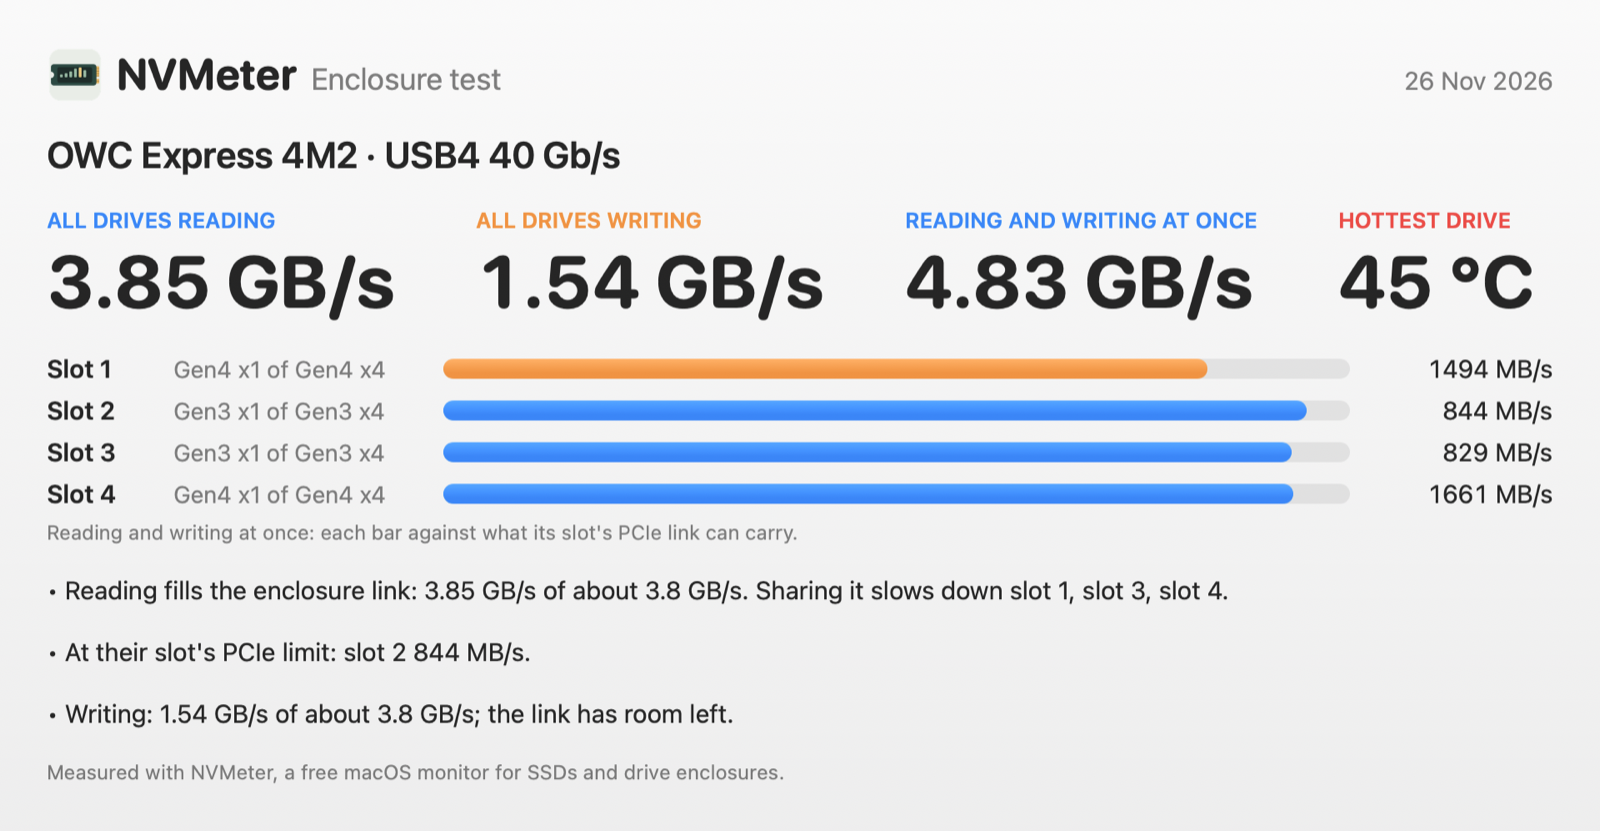 NVMeter Enclosure test
26 Nov 2026
OWC Express 4M2 · USB4 40 Gb/s
ALL DRIVES READING
3.85 GB/s
ALL DRIVES WRITING
1.54 GB/s
READING AND WRITING AT ONCE
4.83 GB/s
HOTTEST DRIVE
45 °C
Slot 1 Gen4 x1 of Gen4 x4 1494 MB/s
Slot 2 Gen3 x1 of Gen3 x4 844 MB/s
Slot 3 Gen3 x1 of Gen3 x4 829 MB/s
Slot 4 Gen4 x1 of Gen4 x4 1661 MB/s
Reading and writing at once: each bar against what its slot's PCIe link can carry.
• Reading fills the enclosure link: 3.85 GB/s of about 3.8 GB/s. Sharing it slows down slot 1, slot 3, slot 4.
• At their slot's PCIe limit: slot 2 844 MB/s.
• Writing: 1.54 GB/s of about 3.8 GB/s; the link has room left.
Measured with NVMeter, a free macOS monitor for SSDs and drive enclosures.